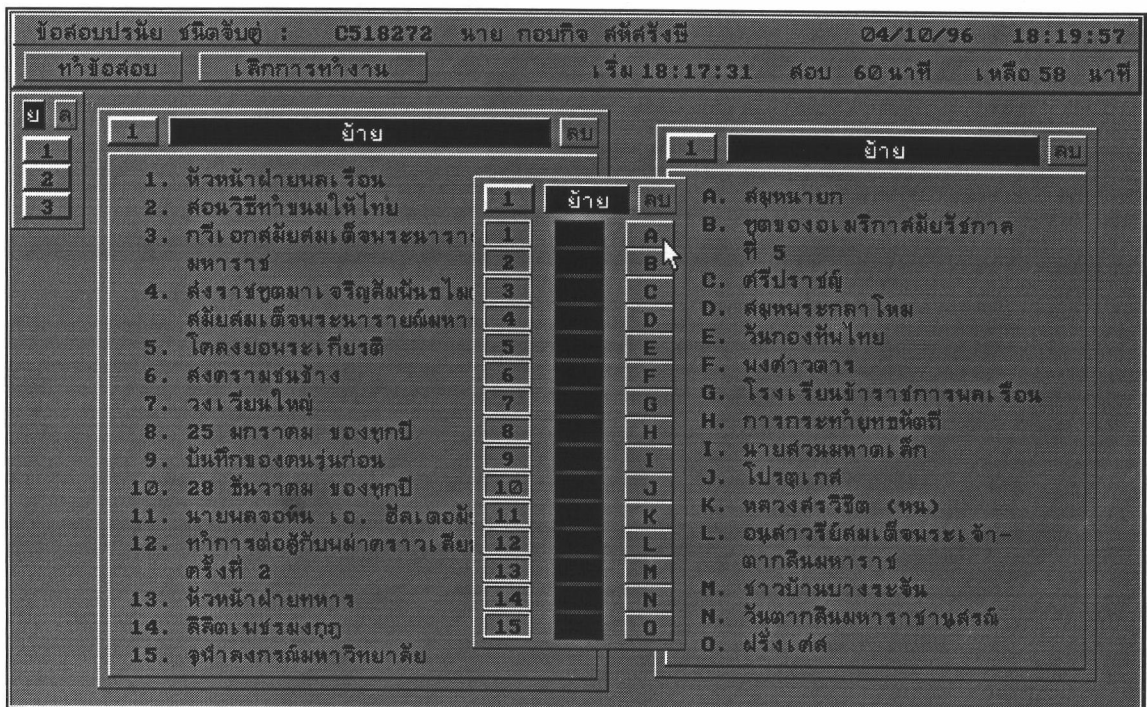 ข้อสอบปรนัย ชนิดจับคู่ : C518272 นาย กอบกิจ สหัสรังษี 04/10/96 18:19:57
ทำข้อสอบ เลิกการทำงาน เริ่ม 18:17:31 สอบ 60 นาที เหลือ 58 นาที
ย ล
1
2
3
1 ย้าย ลบ
1. หัวหน้าฝ่ายพลเรือน
2. สอนวิธีทำขนมให้ไทย
3. กวีเอกสมัยสมเด็จพระนารา
มหาราช
4. ส่งราชทูตมาเจริญสัมพันธไม
สมัยสมเด็จพระนารายณ์มหา
5. โคลงยอพระเกียรติ
6. สงครามชนช้าง
7. วงเวียนใหญ่
8. 25 มกราคม ของทุกปี
9. บันทึกของคนรุ่นก่อน
10. 28 ธันวาคม ของทุกปี
11. นายพลจอห์น เอ. ฮัลเดอม
12. ทำการต่อสู้กับพม่าคราวเสีย
ครั้งที่ 2
13. หัวหน้าฝ่ายทหาร
14. ลิลิตเพชรมงกุฎ
15. จุฬาลงกรณ์มหาวิทยาลัย
1 ย้าย ลบ
1 A
2 B
3 C
4 D
5 E
6 F
7 G
8 H
9 I
10 J
11 K
12 L
13 M
14 N
15 O
1 ย้าย ลบ
A. สมุหนายก
B. ทูตของอเมริกาสมัยรัชกาล
ที่ 5
C. ศรีปราชญ์
D. สมุหพระกลาโหม
E. วันกองทัพไทย
F. พงศาวดาร
G. โรงเรียนข้าราชการพลเรือน
H. การกระทำยุทธหัตถี
I. นายสวนมหาดเล็ก
J. โปรตุเกส
K. หลวงสรวิชิต (หน)
L. อนุสาวรีย์สมเด็จพระเจ้า-
ตากสินมหาราช
M. ชาวบ้านบางระจัน
N. วันตากสินมหาราชานุสรณ์
O. ฝรั่งเศส